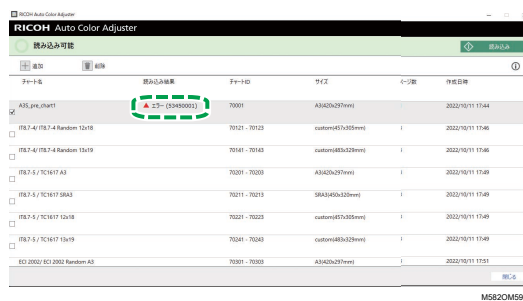 RICOH Auto Color Adjuster
RICOH Auto Color Adjuster
読み込み可能
読み込み
追加 削除
チャート名 読み込み結果 チャートID サイズ ページ数 作成日時
A3S_pre_chart1 エラー (53450001) 70001 A3(420x297mm) 2022/10/11 17:44
IT8.7-4/ IT8.7-4 Random 12x18 70121 - 70123 custom(457x305mm) 2022/10/11 17:46
IT8.7-4/ IT8.7-4 Random 13x19 70141 - 70143 custom(483x329mm) 2022/10/11 17:46
IT8.7-5 / TC1617 A3 70201 - 70203 A3(420x297mm) 2022/10/11 17:49
IT8.7-5 / TC1617 SRA3 70211 - 70213 SRA3(450x320mm) 2022/10/11 17:49
IT8.7-5 / TC1617 12x18 70221 - 70223 custom(457x305mm) 2022/10/11 17:49
IT8.7-5 / TC1617 13x19 70241 - 70243 custom(483x329mm) 2022/10/11 17:49
ECI 2002/ ECI 2002 Random A3 70301 - 70303 A3(420x297mm) 2022/10/11 17:51
閉じる
M582OM59